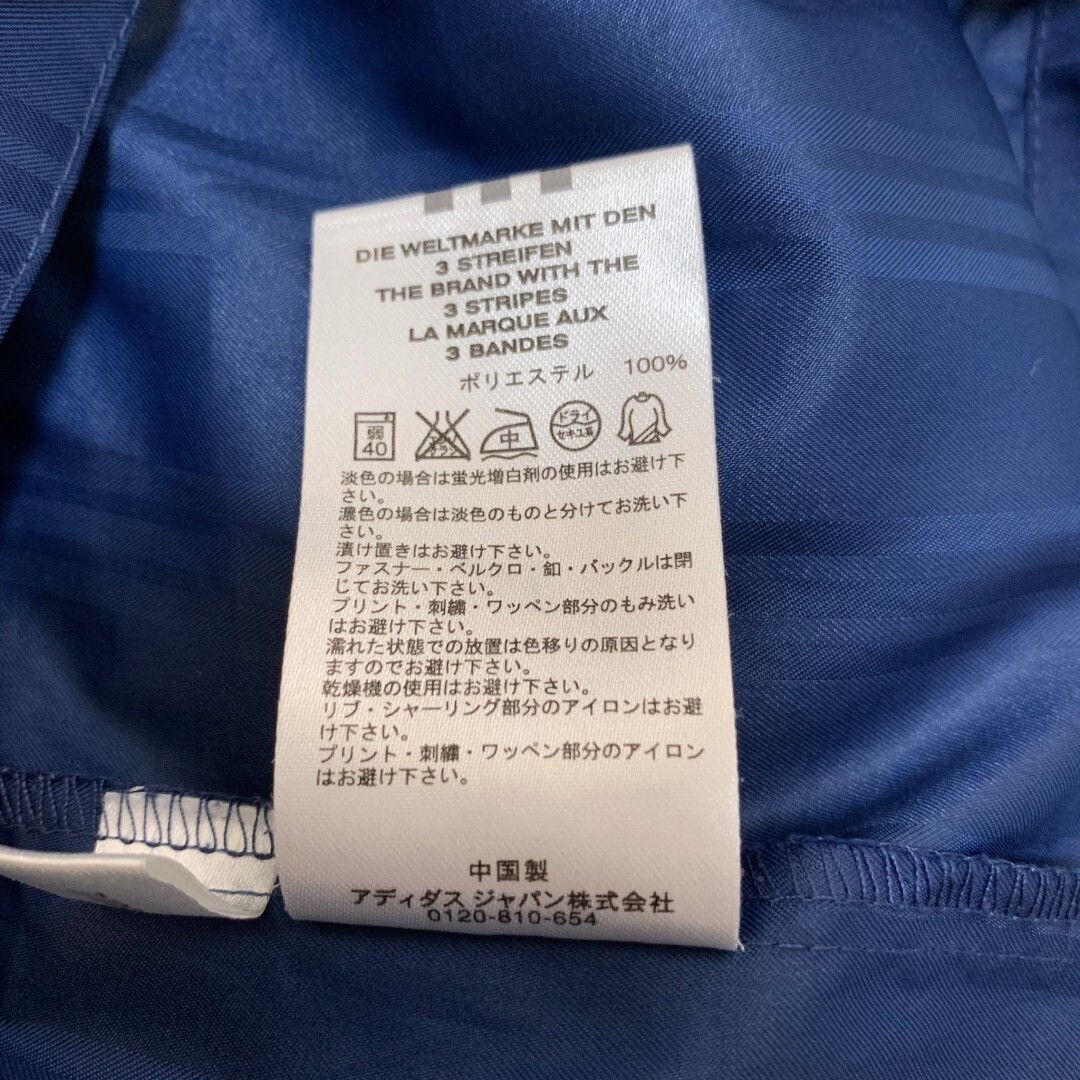 DIE WELTMARKE MIT DEN
3 STREIFEN
THE BRAND WITH THE
3 STRIPES
LA MARQUE AUX
3 BANDES
ポリエステル 100%
弱
40
エンソ
サラシ
中
ドライ
セキユ系
淡色の場合は蛍光増白剤の使用はお避け下
さい。
濃色の場合は淡色のものと分けてお洗い下
さい。
漬け置きはお避け下さい。
ファスナー・ベルクロ・釦・バックルは閉
じてお洗い下さい。
プリント・刺繍・ワッペン部分のもみ洗い
はお避け下さい。
濡れた状態での放置は色移りの原因となり
ますのでお避け下さい。
乾燥機の使用はお避け下さい。
リブ・シャーリング部分のアイロンはお避
け下さい。
プリント・刺繍・ワッペン部分のアイロン
はお避け下さい。
中国製
アディダス ジャパン株式会社
0120-810-654